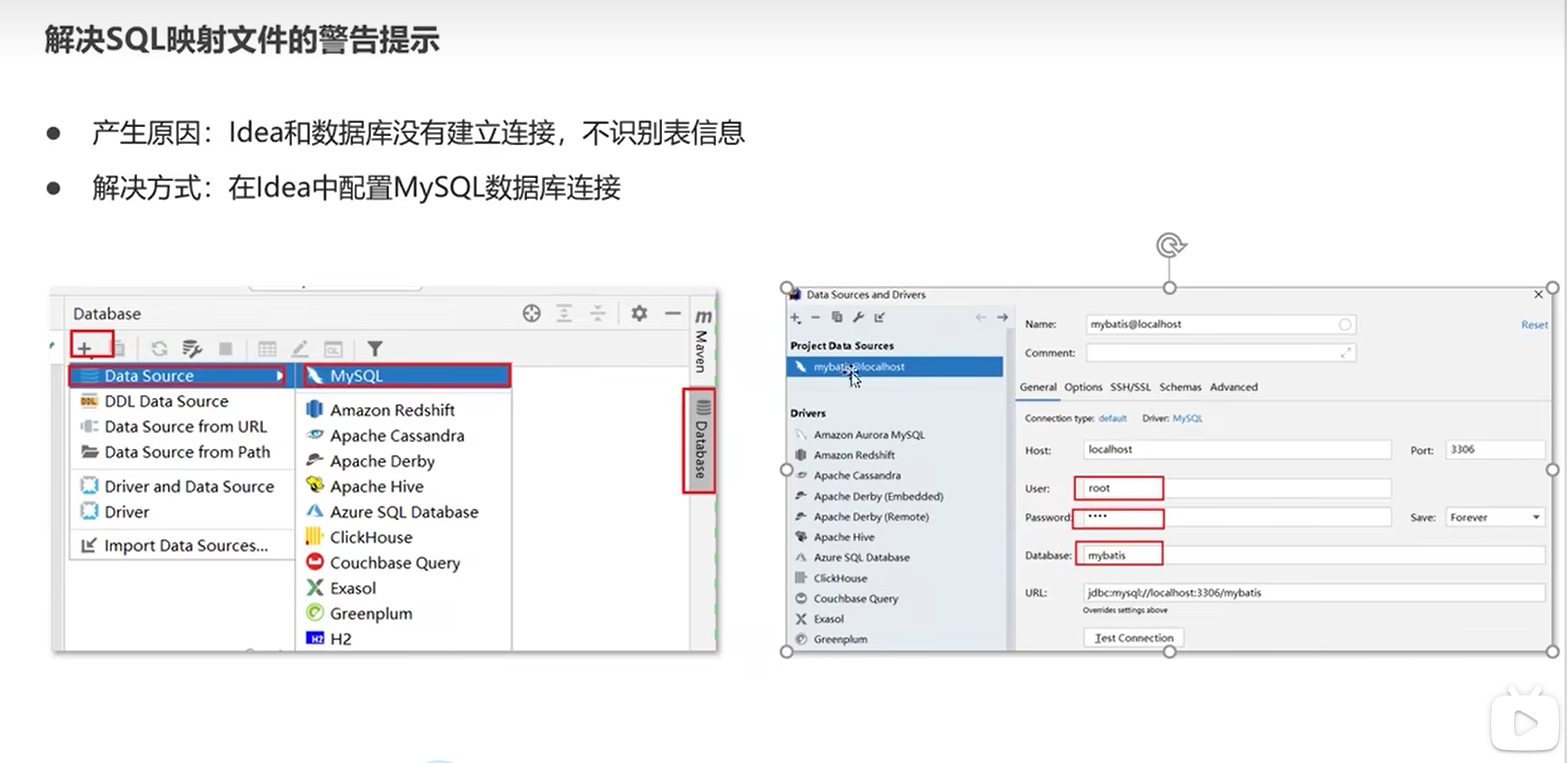 解决SQL映射文件的警告提示
● 产生原因：Idea和数据库没有建立连接，不识别表信息
● 解决方式：在Idea中配置MySQL数据库连接
Database
Data Source
DDL Data Source
Data Source from URL
Data Source from Path
Driver and Data Source
Driver
Import Data Sources...
MySQL
Amazon Redshift
Apache Cassandra
Apache Derby
Apache Hive
Azure SQL Database
ClickHouse
Couchbase Query
Exasol
Greenplum
H2
Maven
Database
Data Sources and Drivers
Project Data Sources
mybatis@localhost
Drivers
Amazon Aurora MySQL
Amazon Redshift
Apache Cassandra
Apache Derby (Embedded)
Apache Derby (Remote)
Apache Hive
Azure SQL Database
ClickHouse
Couchbase Query
Exasol
Greenplum
Name: mybatis@localhost Reset
Comment:
General Options SSH/SSL Schemas Advanced
Connection type: default Driver: MySQL
Host: localhost Port: 3306
User: root
Password: •••• Save: Forever
Database: mybatis
URL: jdbc:mysql://localhost:3306/mybatis
Overrides settings above
Test Connection